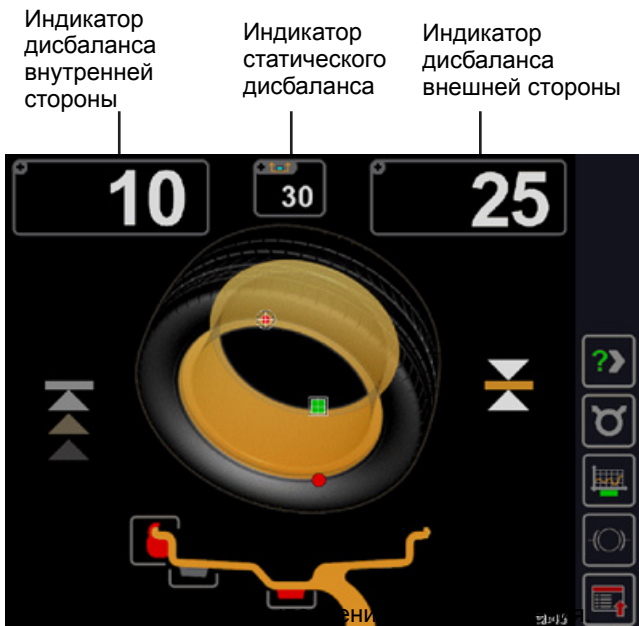 Индикатор
дисбаланса
внутренней
стороны
Индикатор
статического
дисбаланса
Индикатор
дисбаланса
внешней стороны
10
30
25
?